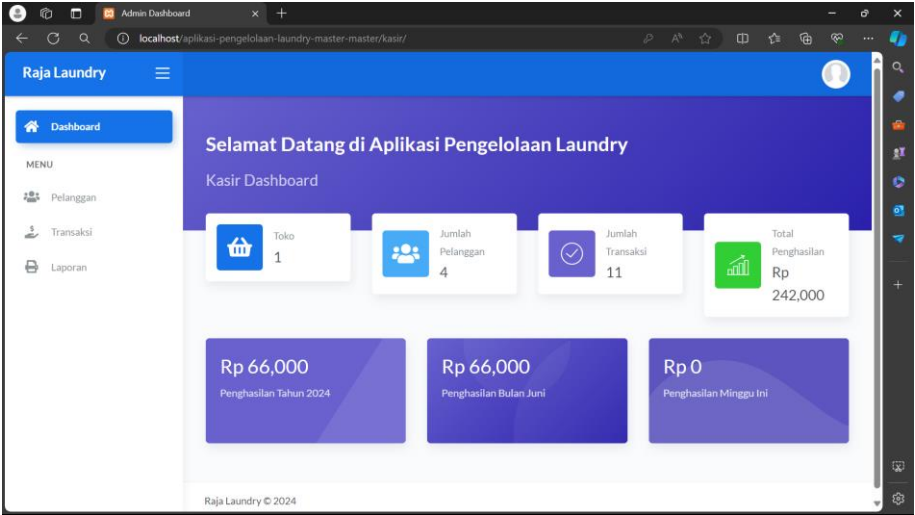 Admin Dashboard
localhost/aplikasi-pengelolaan-laundry-master-master/kasir/
Raja Laundry
Dashboard
MENU
Pelanggan
Transaksi
Laporan
Selamat Datang di Aplikasi Pengelolaan Laundry
Kasir Dashboard
Toko
1
Jumlah
Pelanggan
4
Jumlah
Transaksi
11
Total
Penghasilan
Rp
242,000
Rp 66,000
Penghasilan Tahun 2024
Rp 66,000
Penghasilan Bulan Juni
Rp 0
Penghasilan Minggu Ini
Raja Laundry © 2024